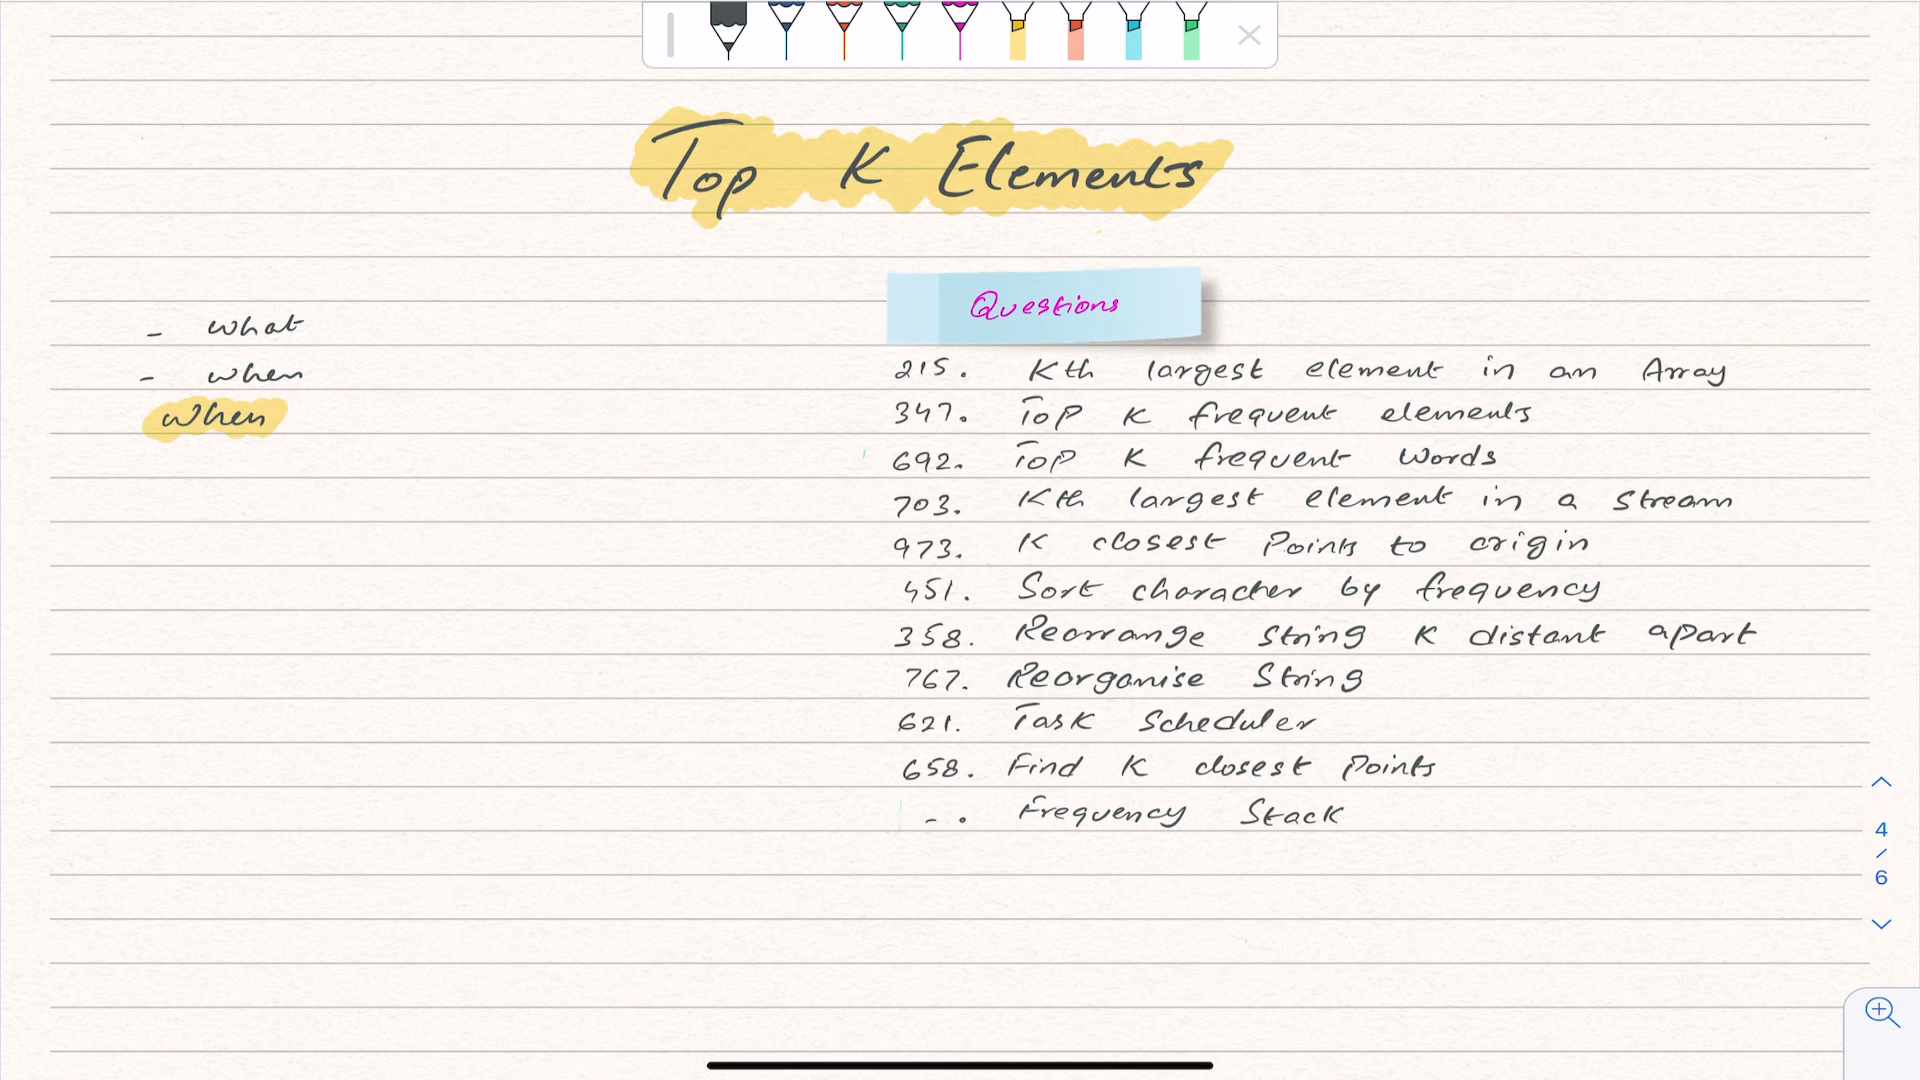 Top K Elements
- what
- when
when
Questions
215. Kth largest element in an Array
347. Top K frequent elements
692. Top K frequent words
703. Kth largest element in a stream
973. K closest Points to origin
451. Sort character by frequency
358. Rearrange String K distant apart
767. Reorganise String
621. Task Scheduler
658. Find K closest Points
- . Frequency Stack
4
/
6